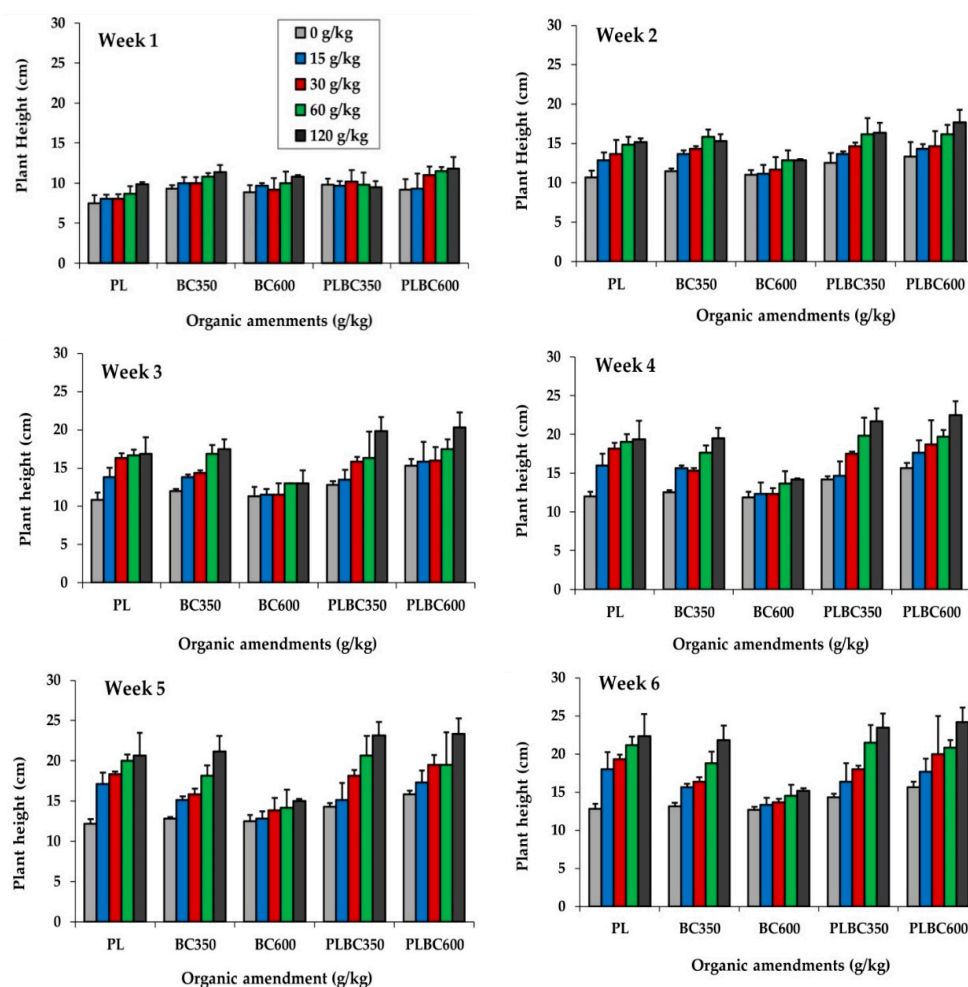 Week 1
0 g/kg
15 g/kg
30 g/kg
60 g/kg
120 g/kg
Plant Height (cm)
30
25
20
15
10
5
0
PL BC350 BC600 PLBC350 PLBC600
Organic amenments (g/kg)
Week 2
Plant Height (cm)
30
25
20
15
10
5
0
PL BC350 BC600 PLBC350 PLBC600
Organic amendments (g/kg)
Week 3
Plant height (cm)
30
25
20
15
10
5
0
PL BC350 BC600 PLBC350 PLBC600
Organic amendments (g/kg)
Week 4
Plant height (cm)
30
25
20
15
10
5
0
PL BC350 BC600 PLBC350 PLBC600
Organic amendments (g/kg)
Week 5
Plant height (cm)
30
25
20
15
10
5
0
PL BC350 BC600 PLBC350 PLBC600
Organic amendment (g/kg)
Week 6
Plant height (cm)
30
25
20
15
10
5
0
PL BC350 BC600 PLBC350 PLBC600
Organic amendments (g/kg)